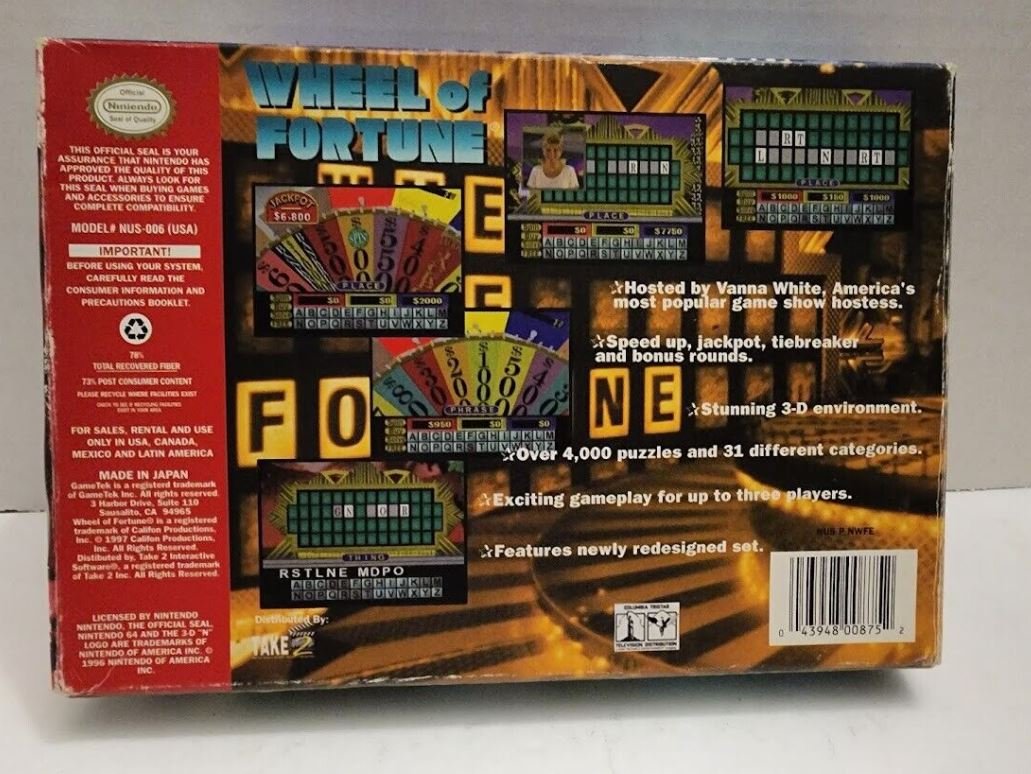 Official
Nintendo
Seal of Quality
THIS OFFICIAL SEAL IS YOUR
ASSURANCE THAT NINTENDO HAS
APPROVED THE QUALITY OF THIS
PRODUCT. ALWAYS LOOK FOR
THIS SEAL WHEN BUYING GAMES
AND ACCESSORIES TO ENSURE
COMPLETE COMPATIBILITY.
MODEL# NUS-006 (USA)
IMPORTANT!
BEFORE USING YOUR SYSTEM,
CAREFULLY READ THE
CONSUMER INFORMATION AND
PRECAUTIONS BOOKLET.
78%
TOTAL RECOVERED FIBER
73% POST CONSUMER CONTENT
PLEASE RECYCLE WHERE FACILITIES EXIST
FOR SALES, RENTAL AND USE
ONLY IN USA, CANADA,
MEXICO AND LATIN AMERICA
MADE IN JAPAN
GameTek is a registerd trademark
of GameTek Inc. All rights reserved.
3 Harbor Drive, Suite 110
Sausalito, CA 94965
Wheel of Fortune® is a registered
trademark of Califon Productions,
Inc. © 1997 Califon Productions,
Inc. All Rights Reserved.
Distributed by, Take 2 Interactive
Software®, a registered trademark
of Take 2 Inc. All Rights Reserved.
LICENSED BY NINTENDO
NINTENDO, THE OFFICIAL SEAL,
NINTENDO 64 AND THE 3-D "N"
LOGO ARE TRADEMARKS OF
NINTENDO OF AMERICA INC. ©
1996 NINTENDO OF AMERICA
INC.
WHEEL of
FORTUNE
JACKPOT
$6,800
PLACE
$0 $0 $2000
ABCDEFGHIJKLM
NOPQRSTUVWXYZ
R N
PLACE
$0 $0 $7750
ABCDEFGHIJKLM
NOPQRSTUVWXYZ
RT
L N RT
PLACE
$1000 $150 $1000
ABCDEFGHIJKLM
NOPQRSTUVWXYZ
E
FO NE
PHRASE
$950 $0 $0
ABCDEFGHIJKLM
NOPQRSTUVWXYZ
THING
RSTLNE MDPO
ABCDEFGHIJKLM
NOPQRSTUVWXYZ
☆Hosted by Vanna White, America's
most popular game show hostess.
☆Speed up, jackpot, tiebreaker
and bonus rounds.
☆Stunning 3-D environment.
☆Over 4,000 puzzles and 31 different categories.
☆Exciting gameplay for up to three players.
☆Features newly redesigned set.
Distributed By:
TAKE 2
COLUMBIA TRISTAR
TELEVISION DISTRIBUTION
NUS P NWFE
0 43948 00875 2